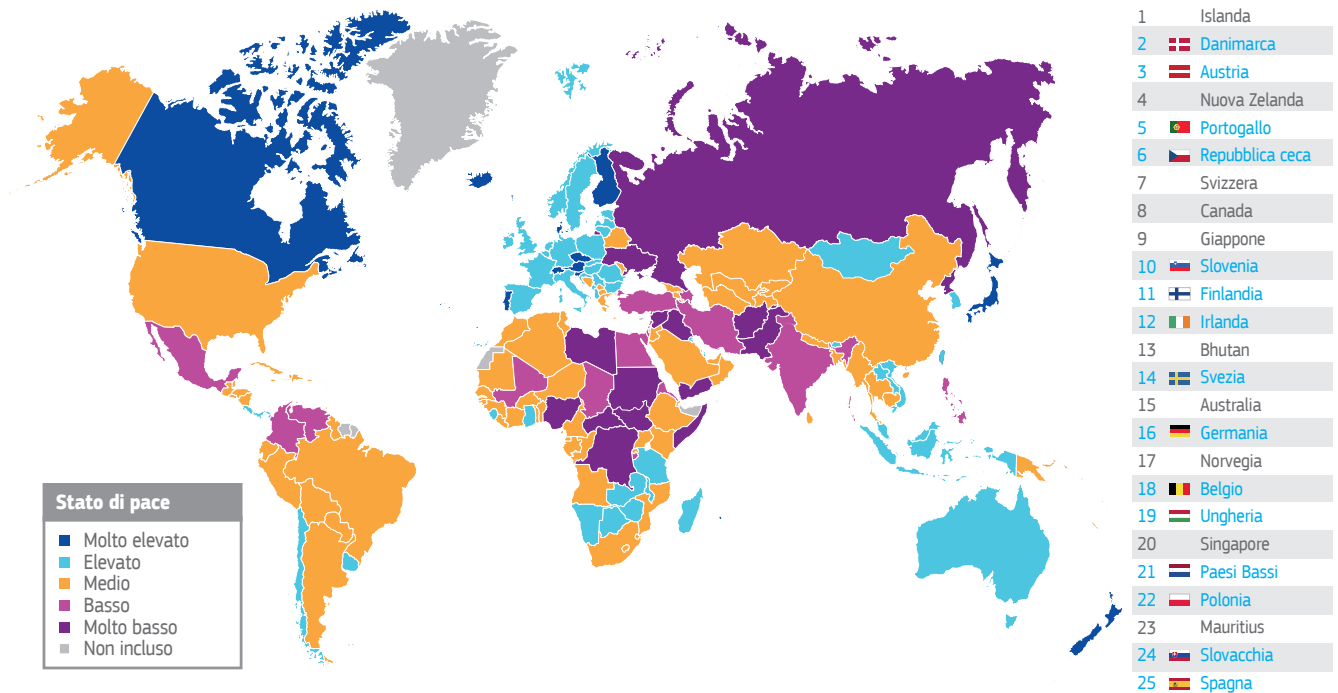 Stato di pace
Molto elevato
Elevato
Medio
Basso
Molto basso
Non incluso
1 Islanda
2 Danimarca
3 Austria
4 Nuova Zelanda
5 Portogallo
6 Repubblica ceca
7 Svizzera
8 Canada
9 Giappone
10 Slovenia
11 Finlandia
12 Irlanda
13 Bhutan
14 Svezia
15 Australia
16 Germania
17 Norvegia
18 Belgio
19 Ungheria
20 Singapore
21 Paesi Bassi
22 Polonia
23 Mauritius
24 Slovacchia
25 Spagna